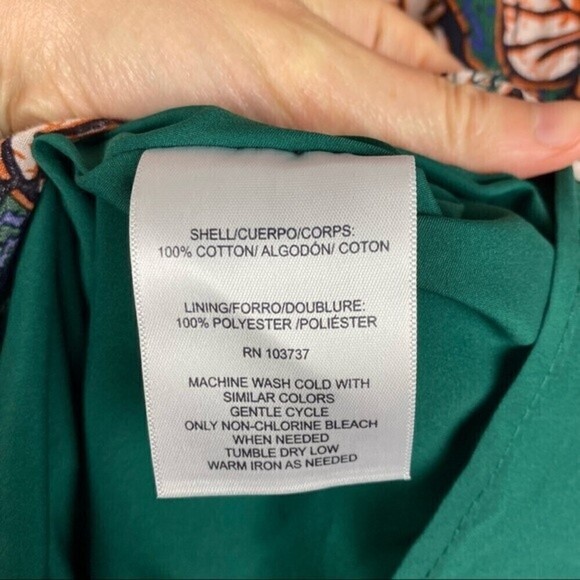 SHELL/CUERPO/CORPS:
100% COTTON/ ALGODÓN/ COTON
LINING/FORRO/DOUBLURE:
100% POLYESTER /POLIÉSTER
RN 103737
MACHINE WASH COLD WITH
SIMILAR COLORS
GENTLE CYCLE
ONLY NON-CHLORINE BLEACH
WHEN NEEDED
TUMBLE DRY LOW
WARM IRON AS NEEDED